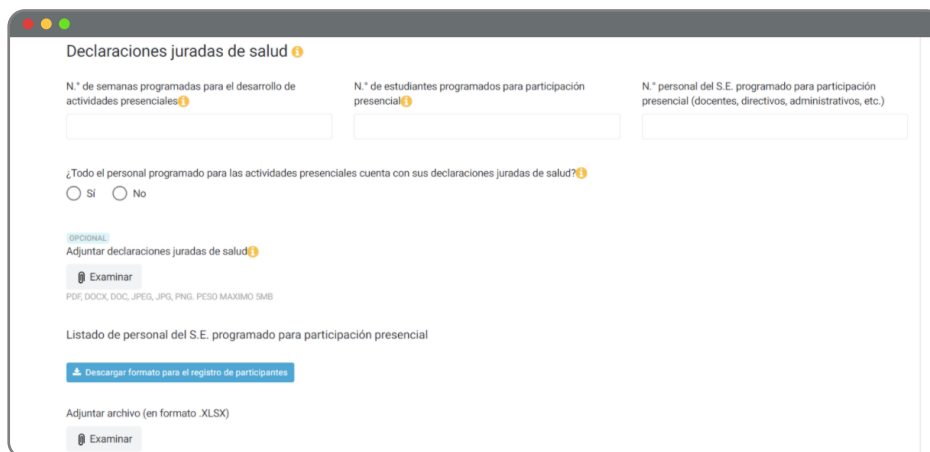 Declaraciones juradas de salud
N.° de semanas programadas para el desarrollo de
actividades presenciales
N.° de estudiantes programados para participación
presencial
N.° personal del S.E. programado para participación
presencial (docentes, directivos, administrativos, etc.)
¿Todo el personal programado para las actividades presenciales cuenta con sus declaraciones juradas de salud?
Sí No
OPCIONAL
Adjuntar declaraciones juradas de salud
Examinar
PDF, DOCX, DOC, JPEG, JPG, PNG. PESO MAXIMO 5MB
Listado de personal del S.E. programado para participación presencial
Descargar formato para el registro de participantes
Adjuntar archivo (en formato .XLSX)
Examinar